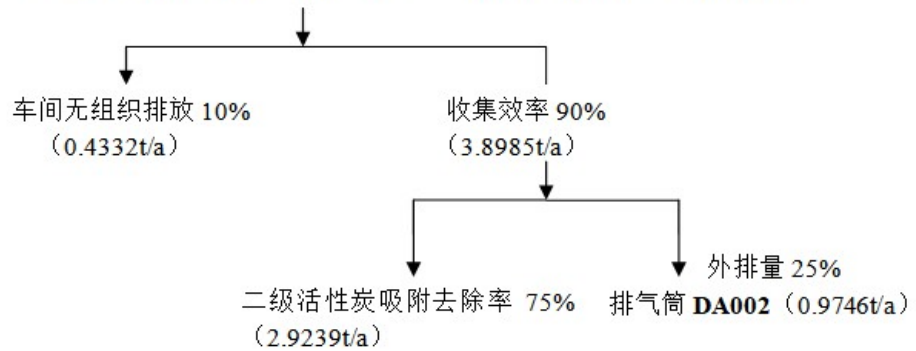 车间无组织排放 10%
（0.4332t/a）
收集效率 90%
（3.8985t/a）
二级活性炭吸附去除率 75%
（2.9239t/a）
外排量 25%
排气筒 DA002（0.9746t/a）